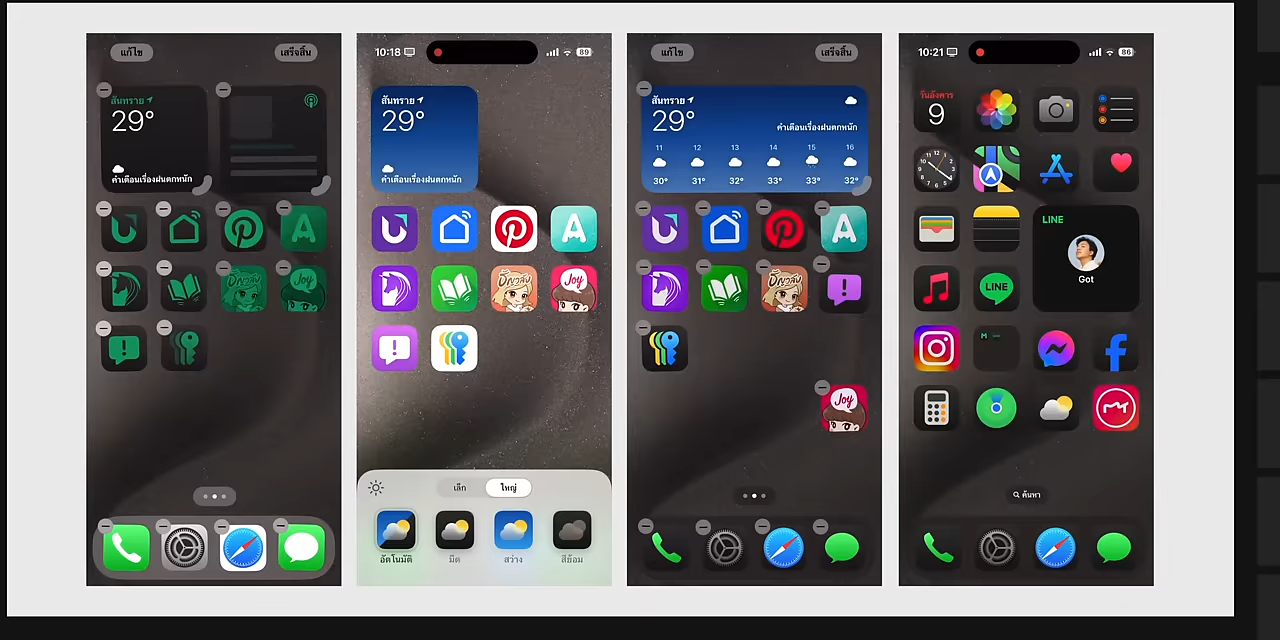 แก้ไข
เสร็จสิ้น
สันทราย
29°
คำเตือนเรื่องฝนตกหนัก
A
Joy
10:18
89
สันทราย
29°
คำเตือนเรื่องฝนตกหนัก
A
Joy
เล็ก
ใหญ่
อัตโนมัติ
มืด
สว่าง
สีย้อม
แก้ไข
เสร็จสิ้น
สันทราย
29°
คำเตือนเรื่องฝนตกหนัก
11 12 13 14 15 16
30° 31° 32° 33° 33° 32°
A
Joy
10:21
86
วันอังคาร
9
LINE
Got
LINE
ค้นหา